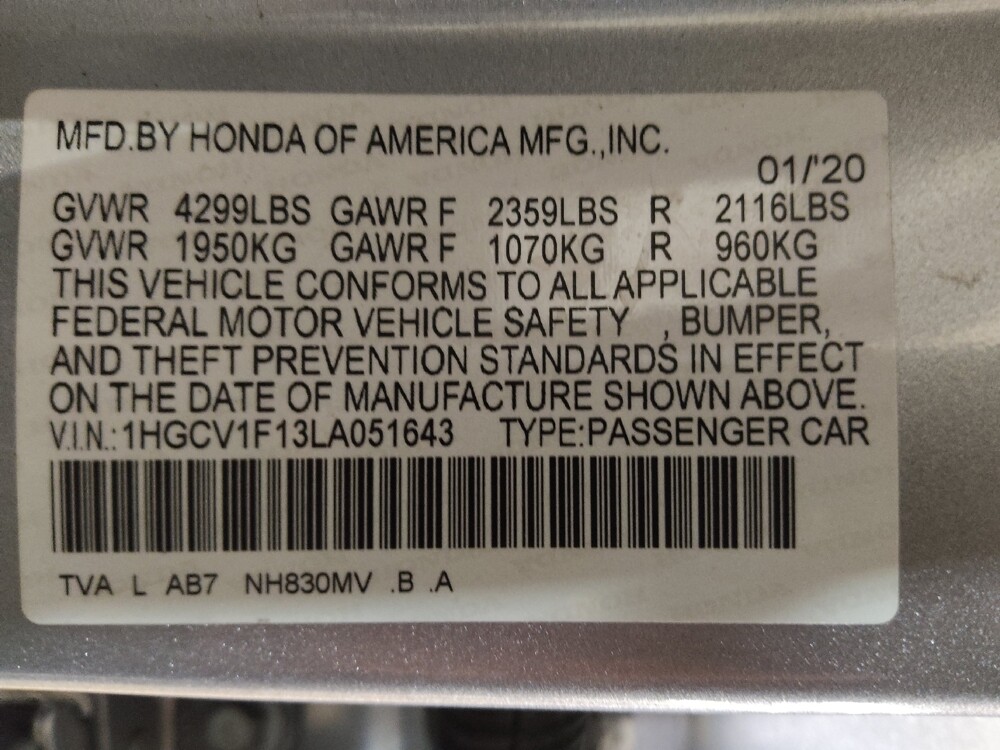 MFD.BY HONDA OF AMERICA MFG.,INC.
01/'20
GVWR 4299LBS GAWR F 2359LBS R 2116LBS
GVWR 1950KG GAWR F 1070KG R 960KG
THIS VEHICLE CONFORMS TO ALL APPLICABLE
FEDERAL MOTOR VEHICLE SAFETY , BUMPER,
AND THEFT PREVENTION STANDARDS IN EFFECT
ON THE DATE OF MANUFACTURE SHOWN ABOVE.
V.I.N.:1HGCV1F13LA051643 TYPE:PASSENGER CAR
TVA L AB7 NH830MV .B .A